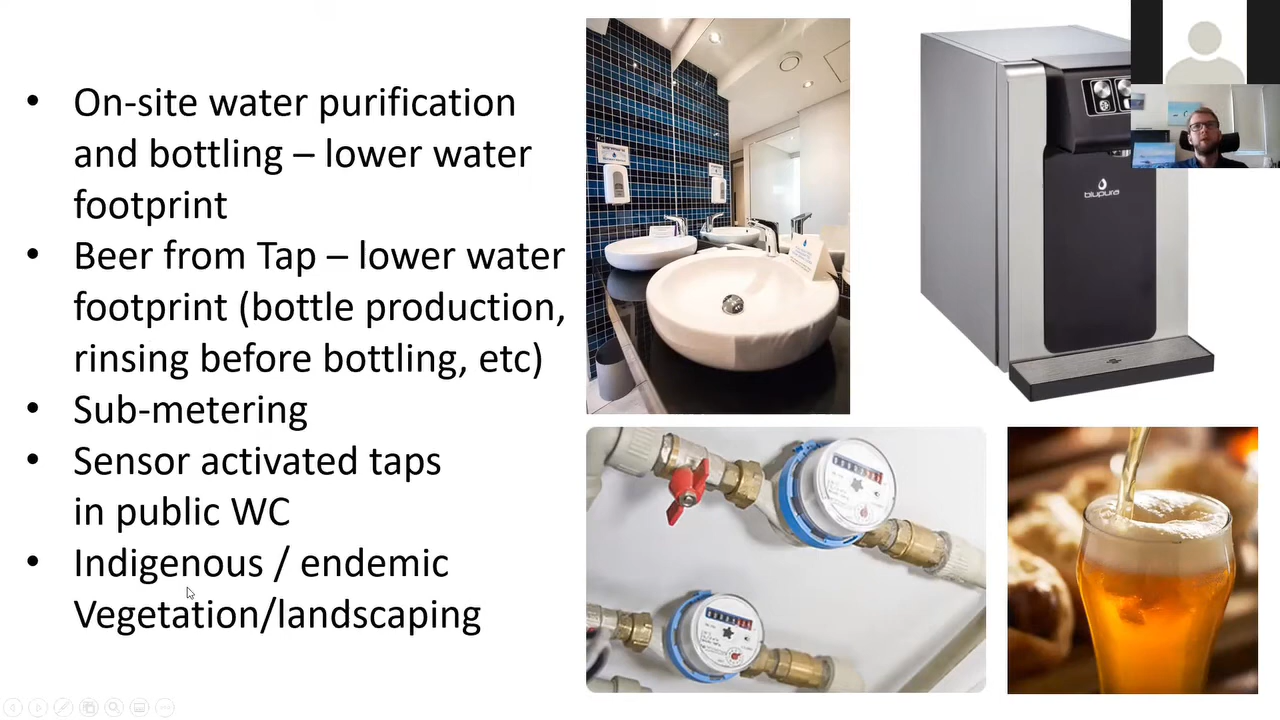 • On-site water purification
and bottling – lower water
footprint
• Beer from Tap – lower water
footprint (bottle production,
rinsing before bottling, etc)
• Sub-metering
• Sensor activated taps
in public WC
• Indigenous / endemic
Vegetation/landscaping
blupura